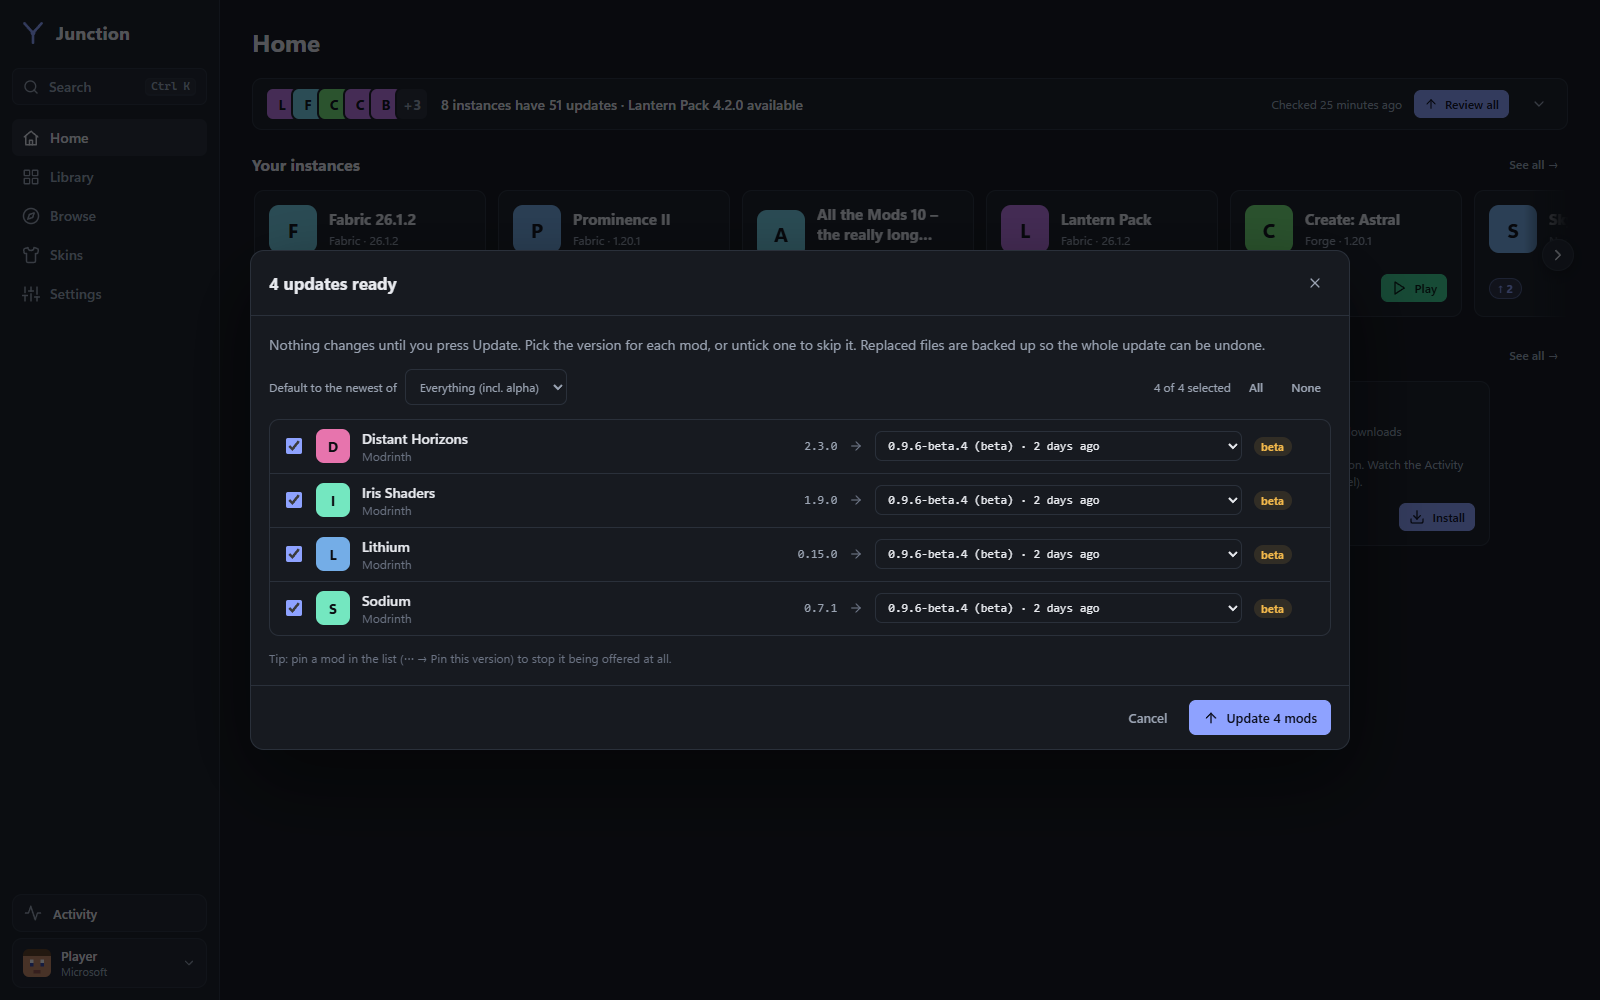 Junction
Search
Ctrl K
Home
Library
Browse
Skins
Settings
Activity
Player
Microsoft
Home
L
F
C
C
B
+3
8 instances have 51 updates · Lantern Pack 4.2.0 available
Checked 25 minutes ago
Review all
Your instances
See all →
F
Fabric 26.1.2
Fabric · 26.1.2
P
Prominence II
Fabric · 1.20.1
A
All the Mods 10 –
the really long...
L
Lantern Pack
Fabric · 26.1.2
C
Create: Astral
Forge · 1.20.1
Play
S
↑ 2
See all →
on. Watch the Activity
Install
4 updates ready
Nothing changes until you press Update. Pick the version for each mod, or untick one to skip it. Replaced files are backed up so the whole update can be undone.
Default to the newest of
Everything (incl. alpha)
4 of 4 selected
All
None
D
Distant Horizons
Modrinth
2.3.0 →
0.9.6-beta.4 (beta) · 2 days ago
beta
I
Iris Shaders
Modrinth
1.9.0 →
0.9.6-beta.4 (beta) · 2 days ago
beta
L
Lithium
Modrinth
0.15.0 →
0.9.6-beta.4 (beta) · 2 days ago
beta
S
Sodium
Modrinth
0.7.1 →
0.9.6-beta.4 (beta) · 2 days ago
beta
Tip: pin a mod in the list (··· → Pin this version) to stop it being offered at all.
Cancel
Update 4 mods